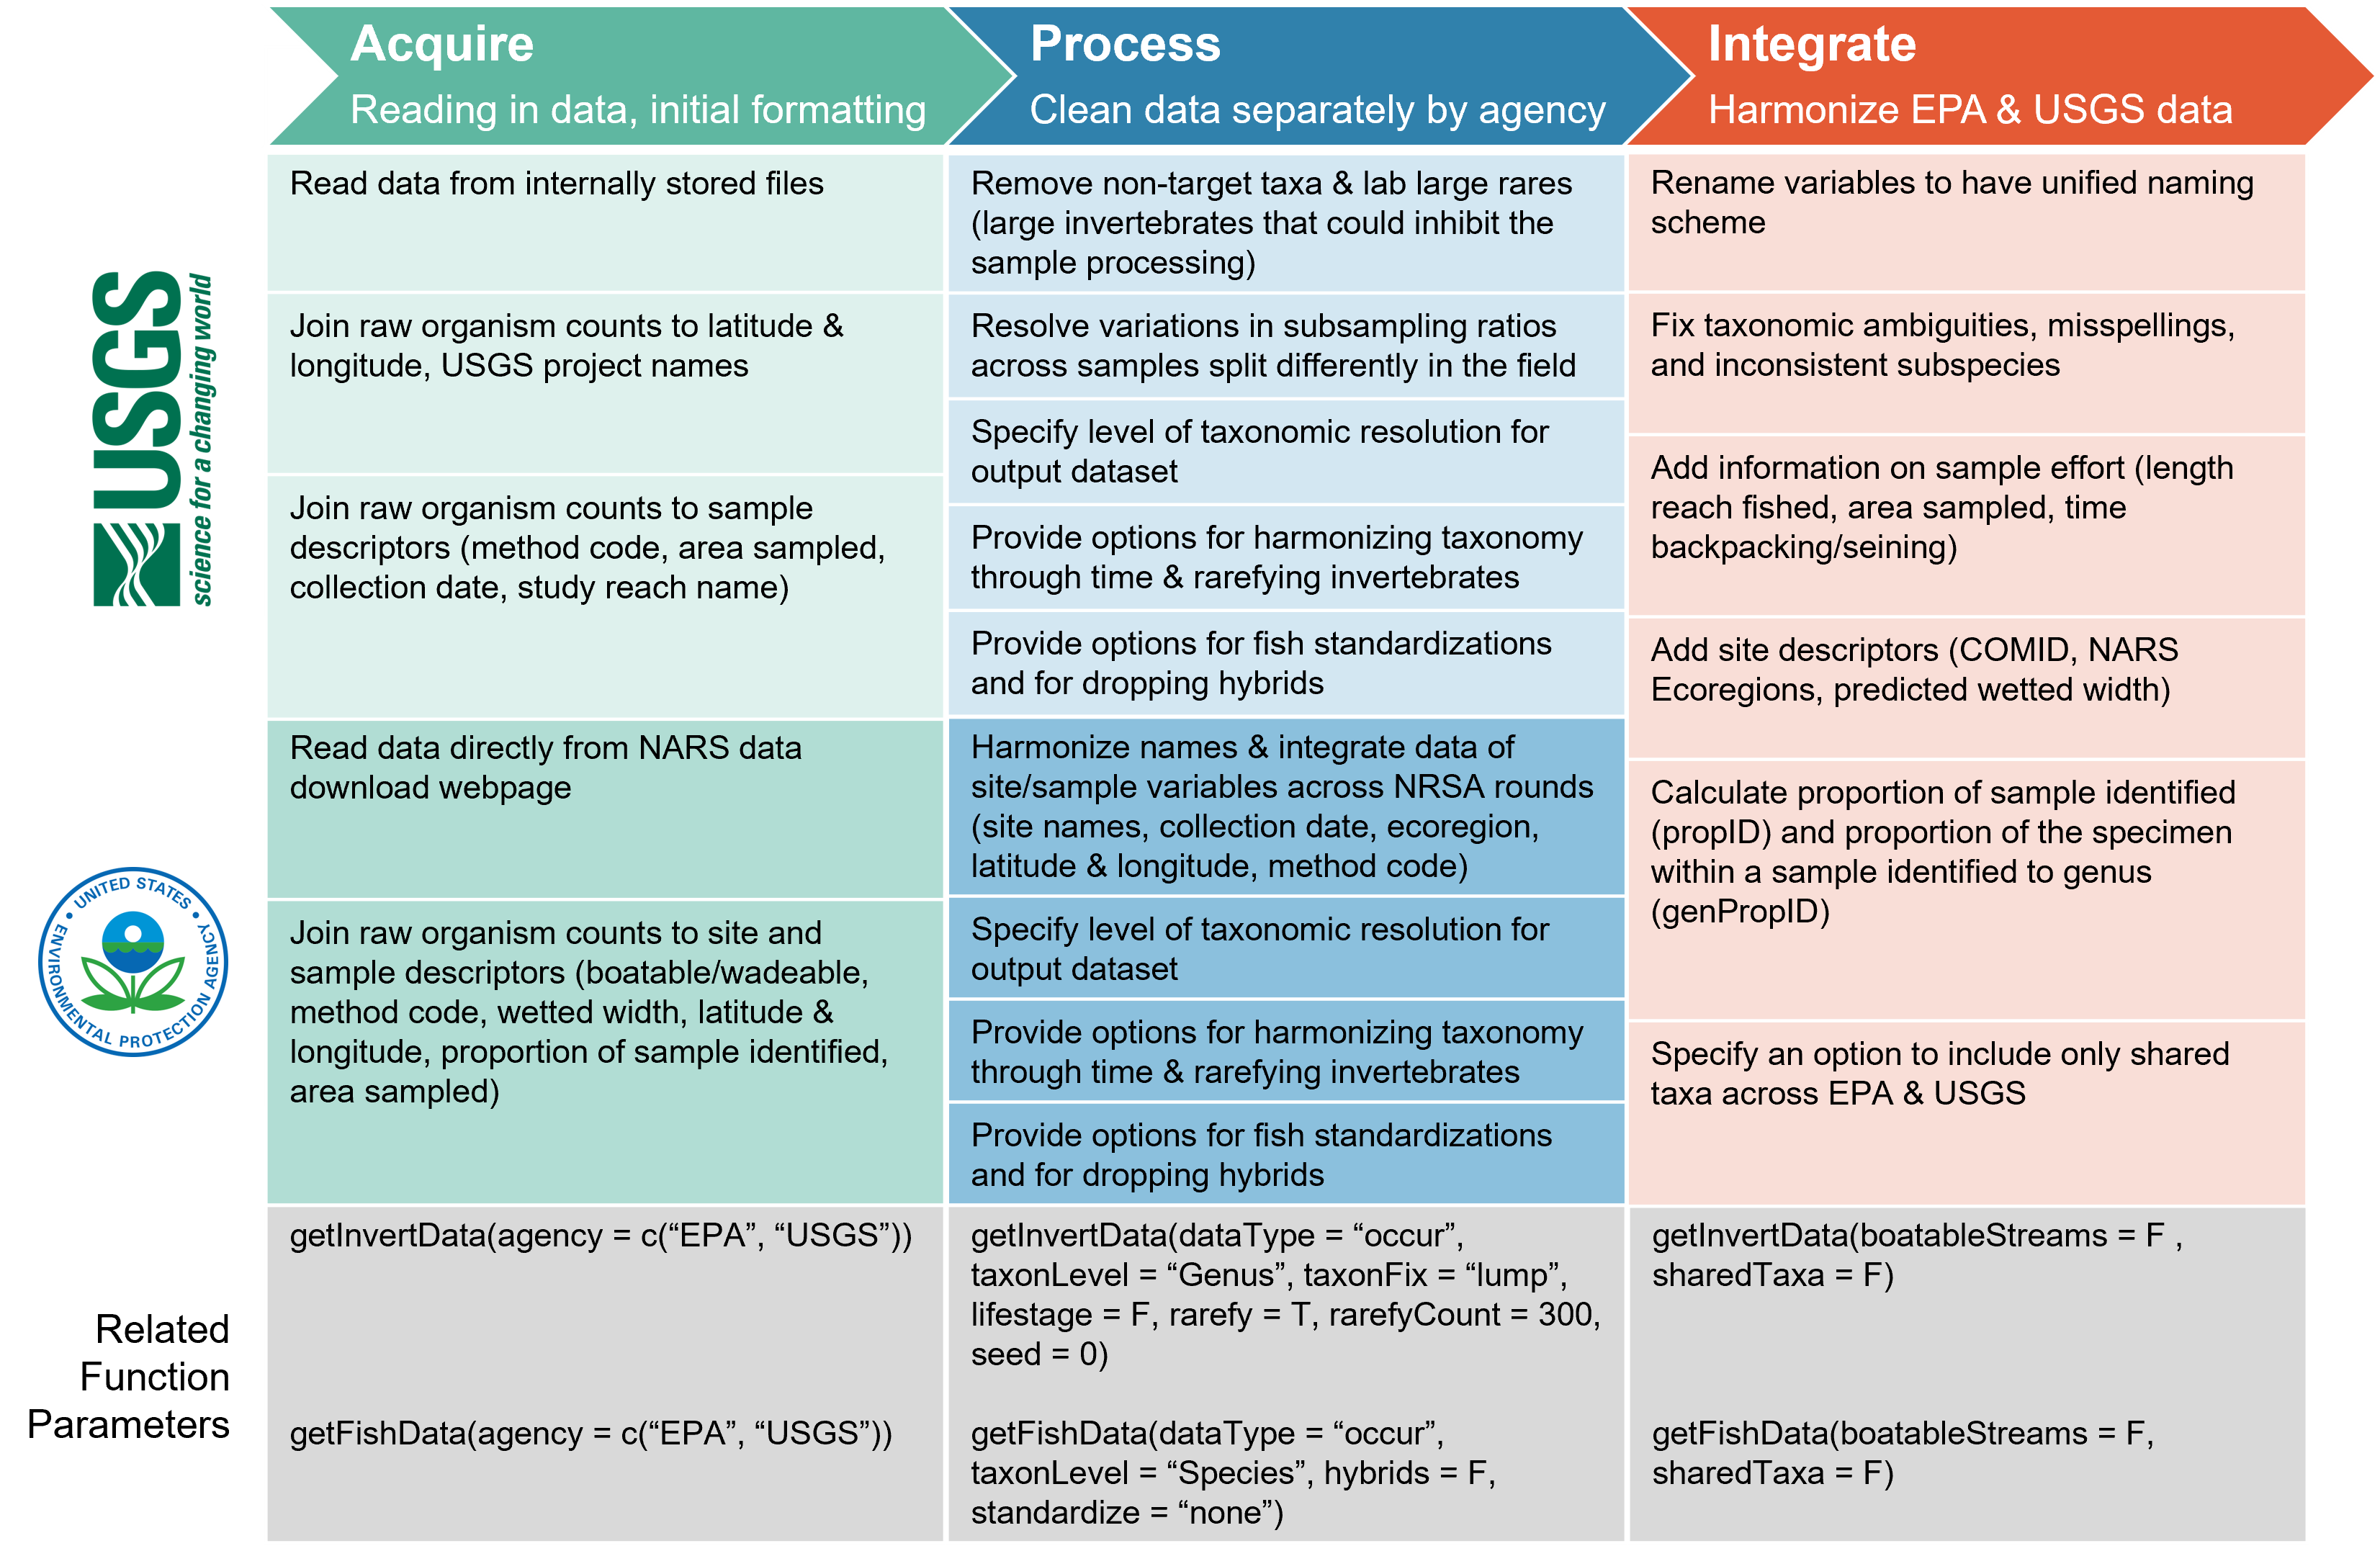 Acquire
Reading in data, initial formatting
Process
Clean data separately by agency
Integrate
Harmonize EPA & USGS data
USGS
science for a changing world
Read data from internally stored files
Join raw organism counts to latitude &
longitude, USGS project names
Join raw organism counts to sample
descriptors (method code, area sampled,
collection date, study reach name)
Remove non-target taxa & lab large rares
(large invertebrates that could inhibit the
sample processing)
Resolve variations in subsampling ratios
across samples split differently in the field
Specify level of taxonomic resolution for
output dataset
Provide options for harmonizing taxonomy
through time & rarefying invertebrates
Provide options for fish standardizations
and for dropping hybrids
UNITED STATES
ENVIRONMENTAL PROTECTION AGENCY
Read data directly from NARS data
download webpage
Join raw organism counts to site and
sample descriptors (boatable/wadeable,
method code, wetted width, latitude &
longitude, proportion of sample identified,
area sampled)
Harmonize names & integrate data of
site/sample variables across NRSA rounds
(site names, collection date, ecoregion,
latitude & longitude, method code)
Specify level of taxonomic resolution for
output dataset
Provide options for harmonizing taxonomy
through time & rarefying invertebrates
Provide options for fish standardizations
and for dropping hybrids
Rename variables to have unified naming
scheme
Fix taxonomic ambiguities, misspellings,
and inconsistent subspecies
Add information on sample effort (length
reach fished, area sampled, time
backpacking/seining)
Add site descriptors (COMID, NARS
Ecoregions, predicted wetted width)
Calculate proportion of sample identified
(propID) and proportion of the specimen
within a sample identified to genus
(genPropID)
Specify an option to include only shared
taxa across EPA & USGS
Related
Function
Parameters
getInvertData(agency = c(“EPA”, “USGS”))
getFishData(agency = c(“EPA”, “USGS”))
getInvertData(dataType = “occur”,
taxonLevel = “Genus”, taxonFix = “lump”,
lifestage = F, rarefy = T, rarefyCount = 300,
seed = 0)
getFishData(dataType = “occur”,
taxonLevel = “Species”, hybrids = F,
standardize = “none”)
getInvertData(boatableStreams = F ,
sharedTaxa = F)
getFishData(boatableStreams = F,
sharedTaxa = F)